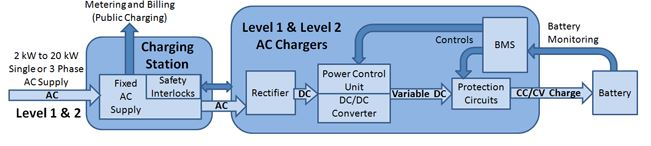 Metering and Billing
(Public Charging)
2 kW to 20 kW
Single or 3 Phase
AC Supply
AC
Level 1 & 2
Charging
Station
Fixed
AC
Supply
Safety
Interlocks
AC
Level 1 & Level 2
AC Chargers
Rectifier
DC
Power Control
Unit
DC/DC
Converter
Variable DC
Controls
BMS
Protection
Circuits
Battery
Monitoring
CC/CV Charge
Battery